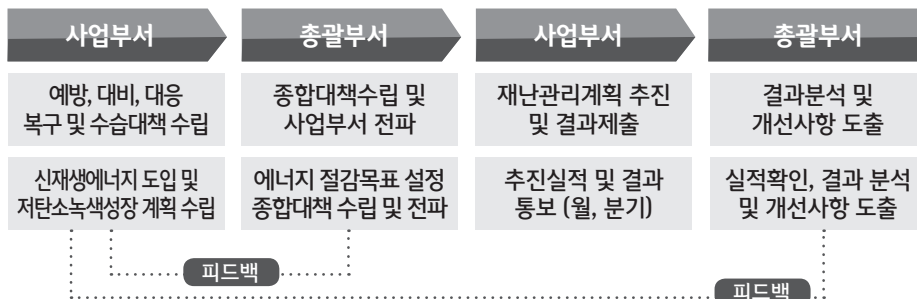 사업부서
총괄부서
사업부서
총괄부서
예방, 대비, 대응
복구 및 수습대책 수립
종합대책수립 및
사업부서 전파
재난관리계획 추진
및 결과제출
결과분석 및
개선사항 도출
신재생에너지 도입 및
저탄소녹색성장 계획 수립
에너지 절감목표 설정
종합대책 수립 및 전파
추진실적 및 결과
통보 (월, 분기)
실적확인, 결과 분석
및 개선사항 도출
피드백
피드백